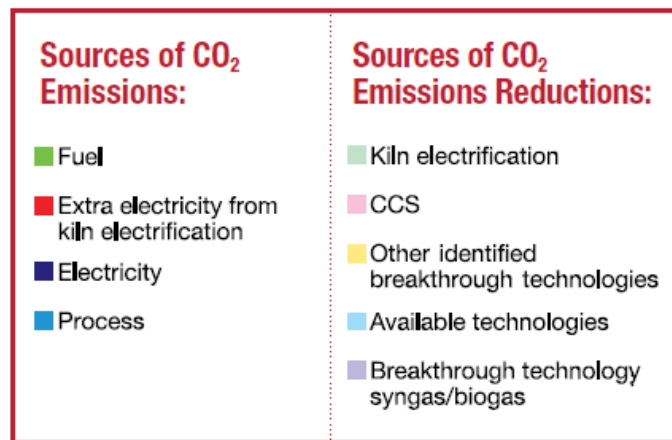 Sources of CO₂
Emissions:
Fuel
Extra electricity from
kiln electrification
Electricity
Process
Sources of CO₂
Emissions Reductions:
Kiln electrification
CCS
Other identified
breakthrough technologies
Available technologies
Breakthrough technology
syngas/biogas